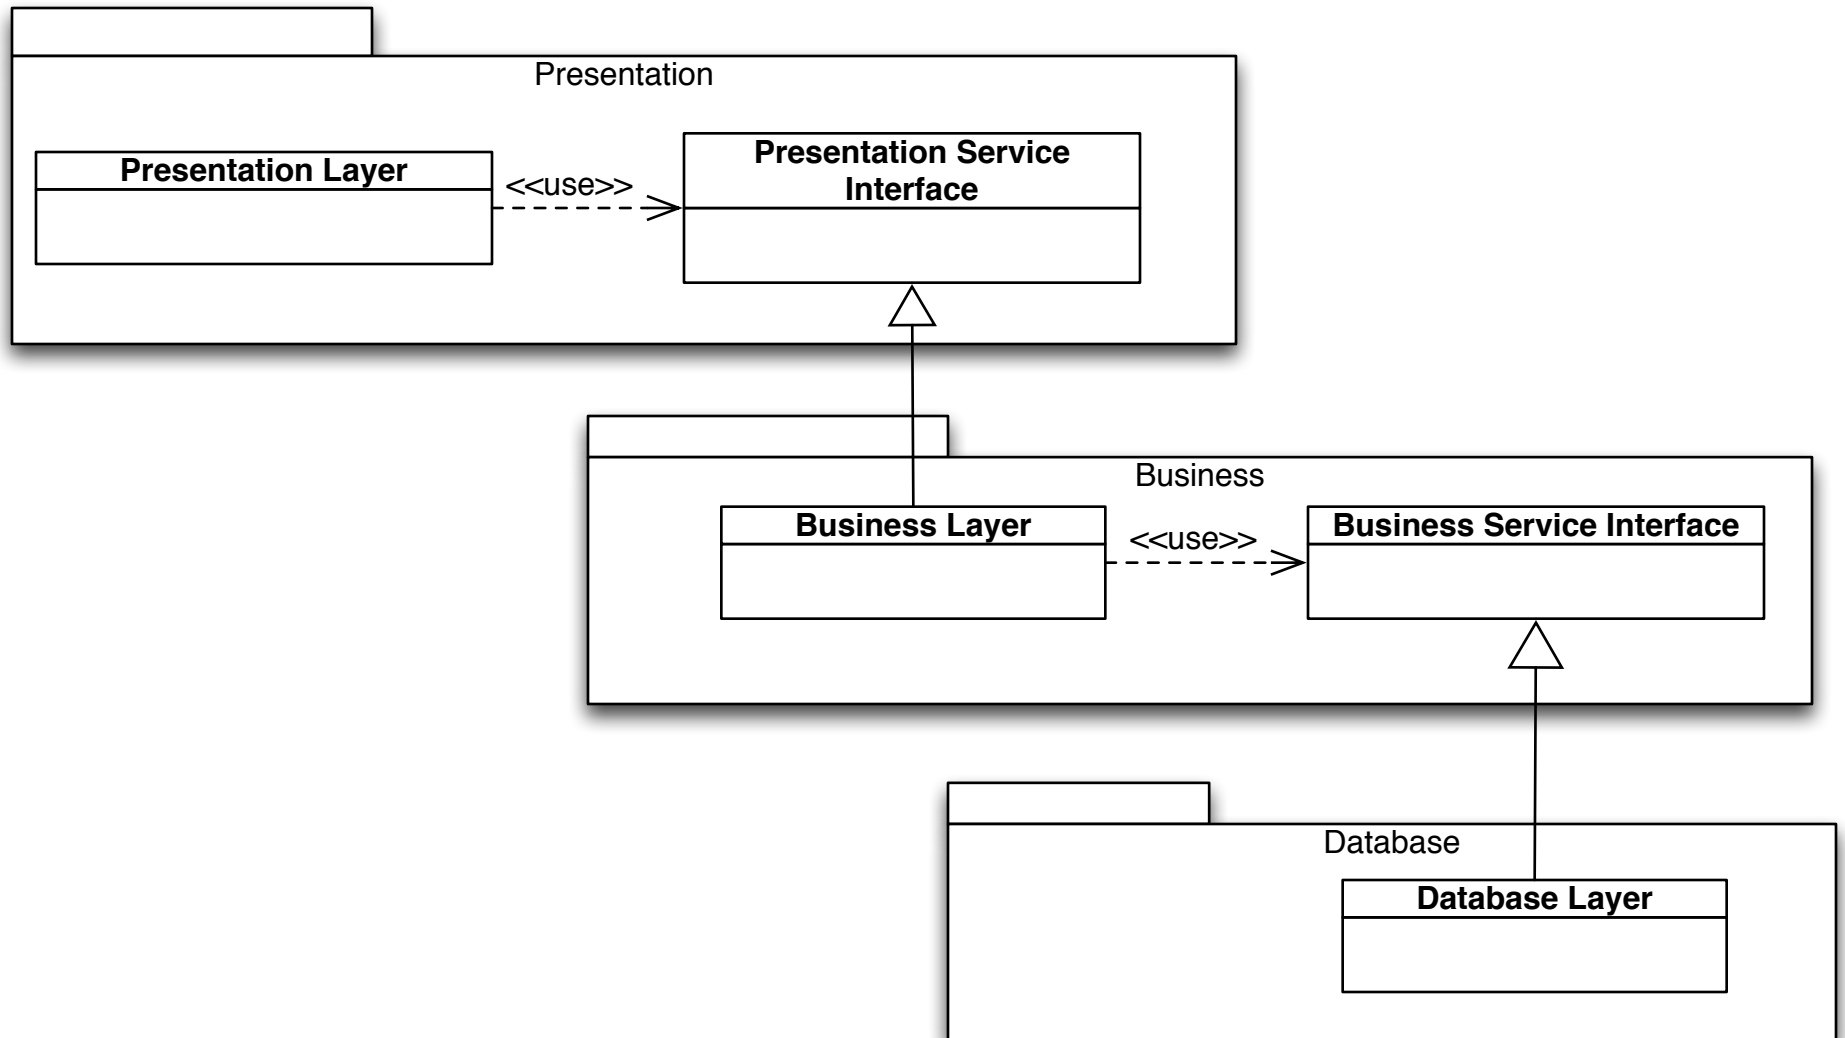 Presentation
Presentation Layer
<<use>>
Presentation Service
Interface
Business
Business Layer
<<use>>
Business Service Interface
Database
Database Layer